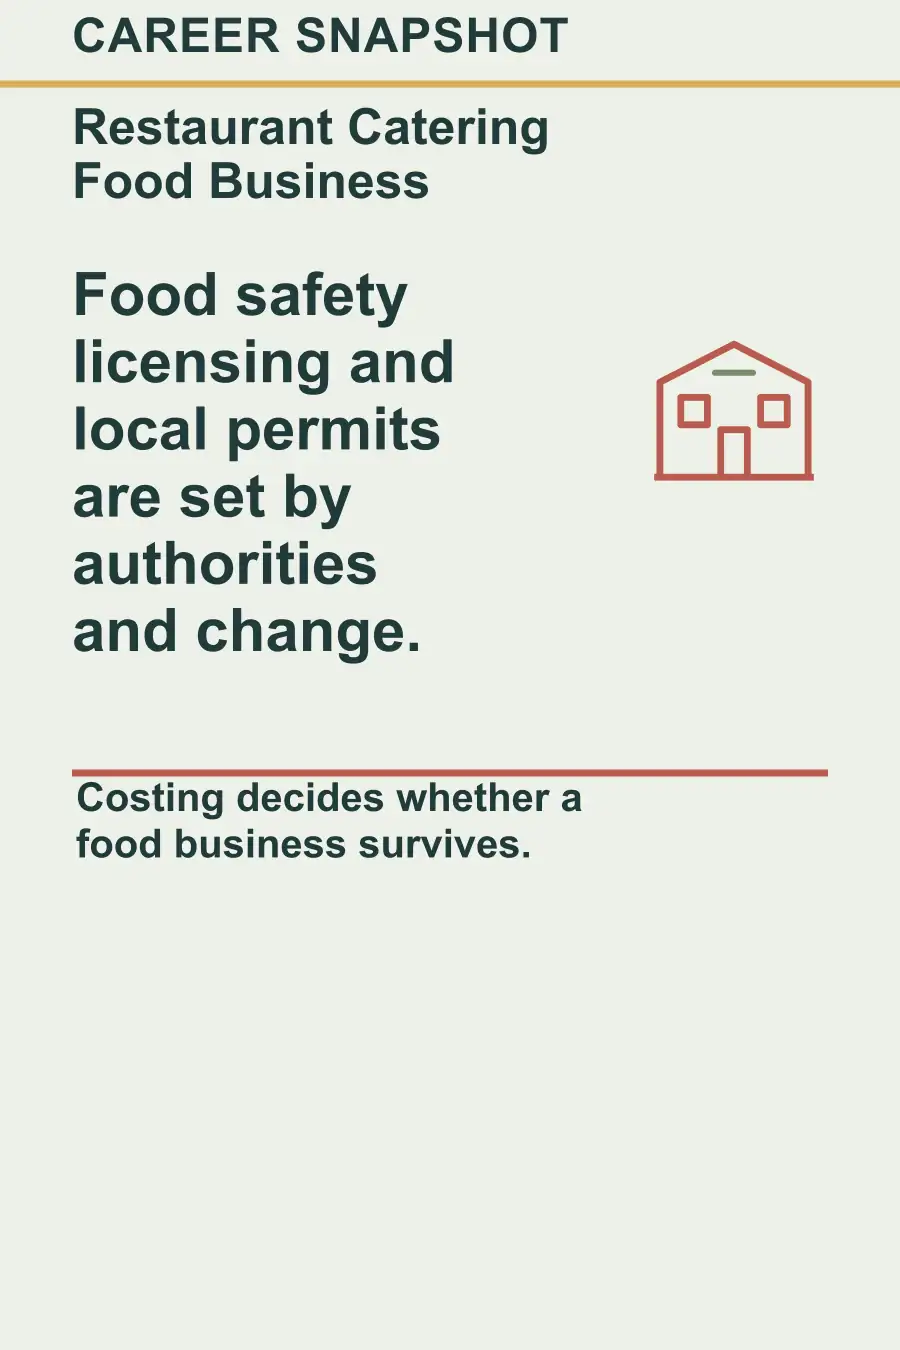 CAREER SNAPSHOT
Restaurant Catering
Food Business
Food safety
licensing and
local permits
are set by
authorities
and change.
Costing decides whether a
food business survives.